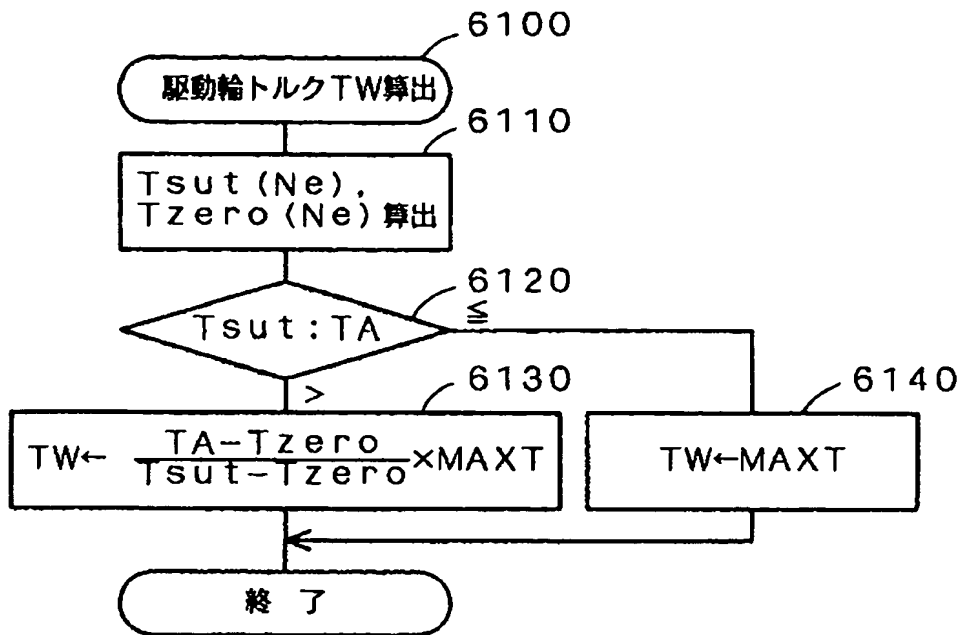 6100
駆動輪トルクTW算出
6110
Tsut(Ne),
Tzero(Ne)算出
6120
Tsut:TA
≦
>
6130
6140
TW← TA-Tzero
Tsut-Tzero ×MAXT
TW←MAXT
終 了